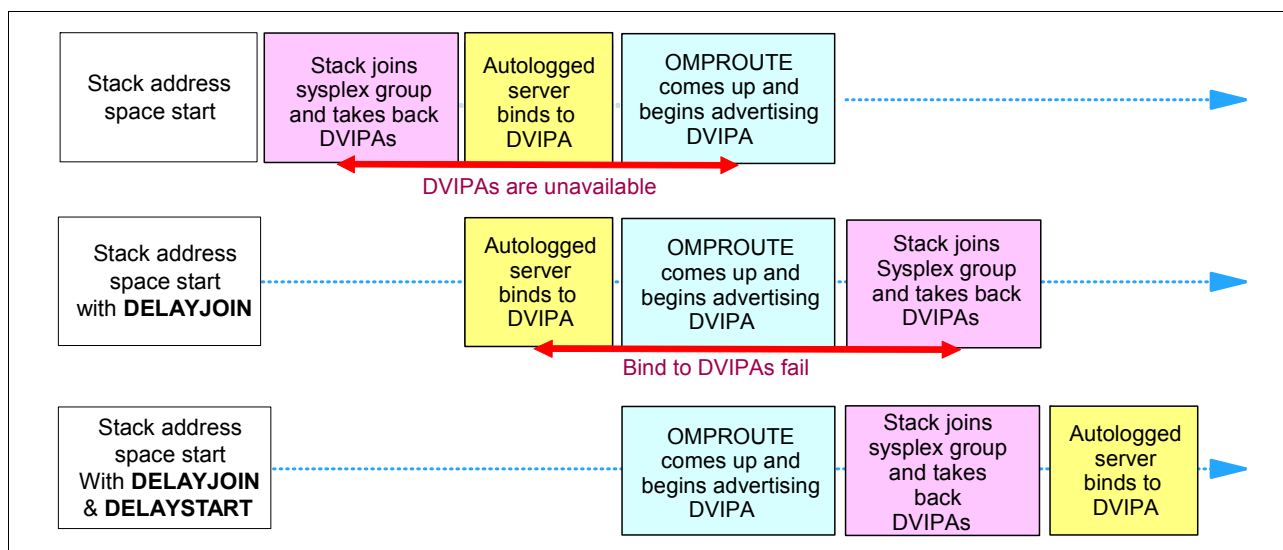 Stack address
space start
Stack joins
sysplex group
and takes back
DVIPAs
Autologged
server
binds to
DVIPA
OMPROUTE
comes up and
begins advertising
DVIPA
DVIPAs are unavailable
Stack address
space start
with DELAYJOIN
Autologged
server
binds to
DVIPA
OMPROUTE
comes up and
begins advertising
DVIPA
Stack joins
Sysplex group
and takes back
DVIPAs
Bind to DVIPAs fail
Stack address
space start
With DELAYJOIN
& DELAYSTART
OMPROUTE
comes up and
begins advertising
DVIPA
Stack joins
sysplex group
and takes
back
DVIPAs
Autologged
server
binds to
DVIPA